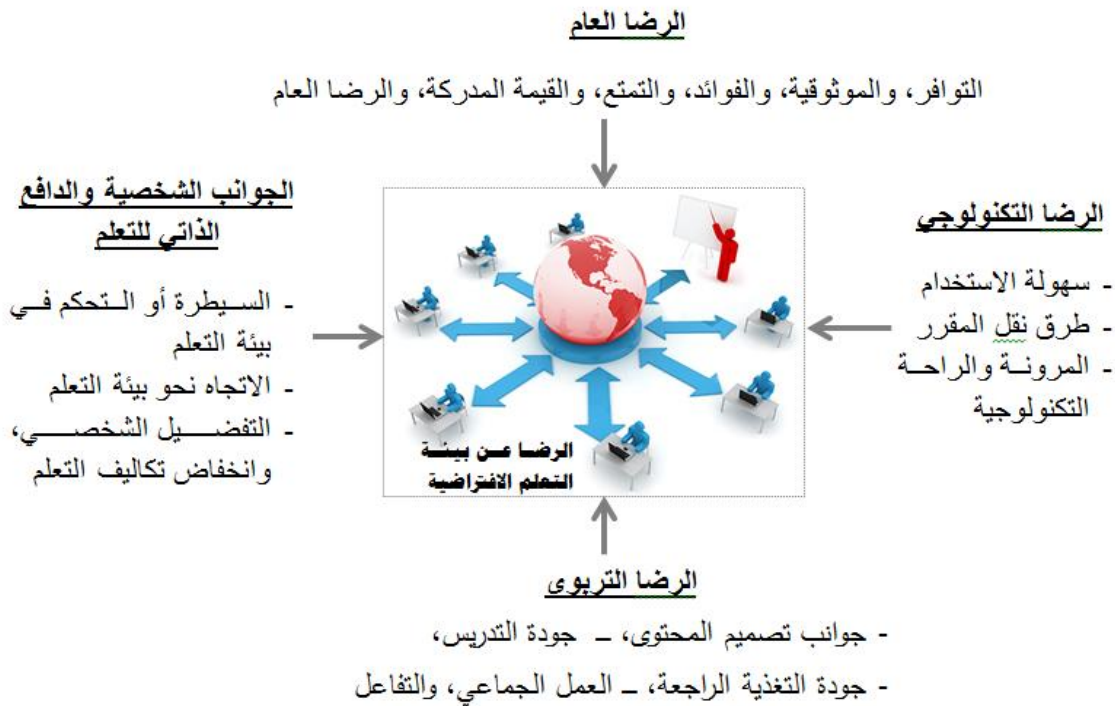 الرضا العام
التوافر، والموثوقية، والفوائد، والتمتع، والقيمة المدركة، والرضا العام
الرضا التكنولوجي
- سهولة الاستخدام
- طرق نقل المقرر
- المرونة والراحة
التكنولوجية
الجوانب الشخصية والدافع
الذاتي للتعلم
- السيطرة أو التحكم في
بيئة التعلم
- الاتجاه نحو بيئة التعلم
- التفضيل الشخصي،
وانخفاض تكاليف التعلم
الرضا عن بيئة
التعلم الافتراضية
الرضا التربوى
- جوانب تصميم المحتوى، – جودة التدريس،
- جودة التغذية الراجعة، – العمل الجماعي، والتفاعل